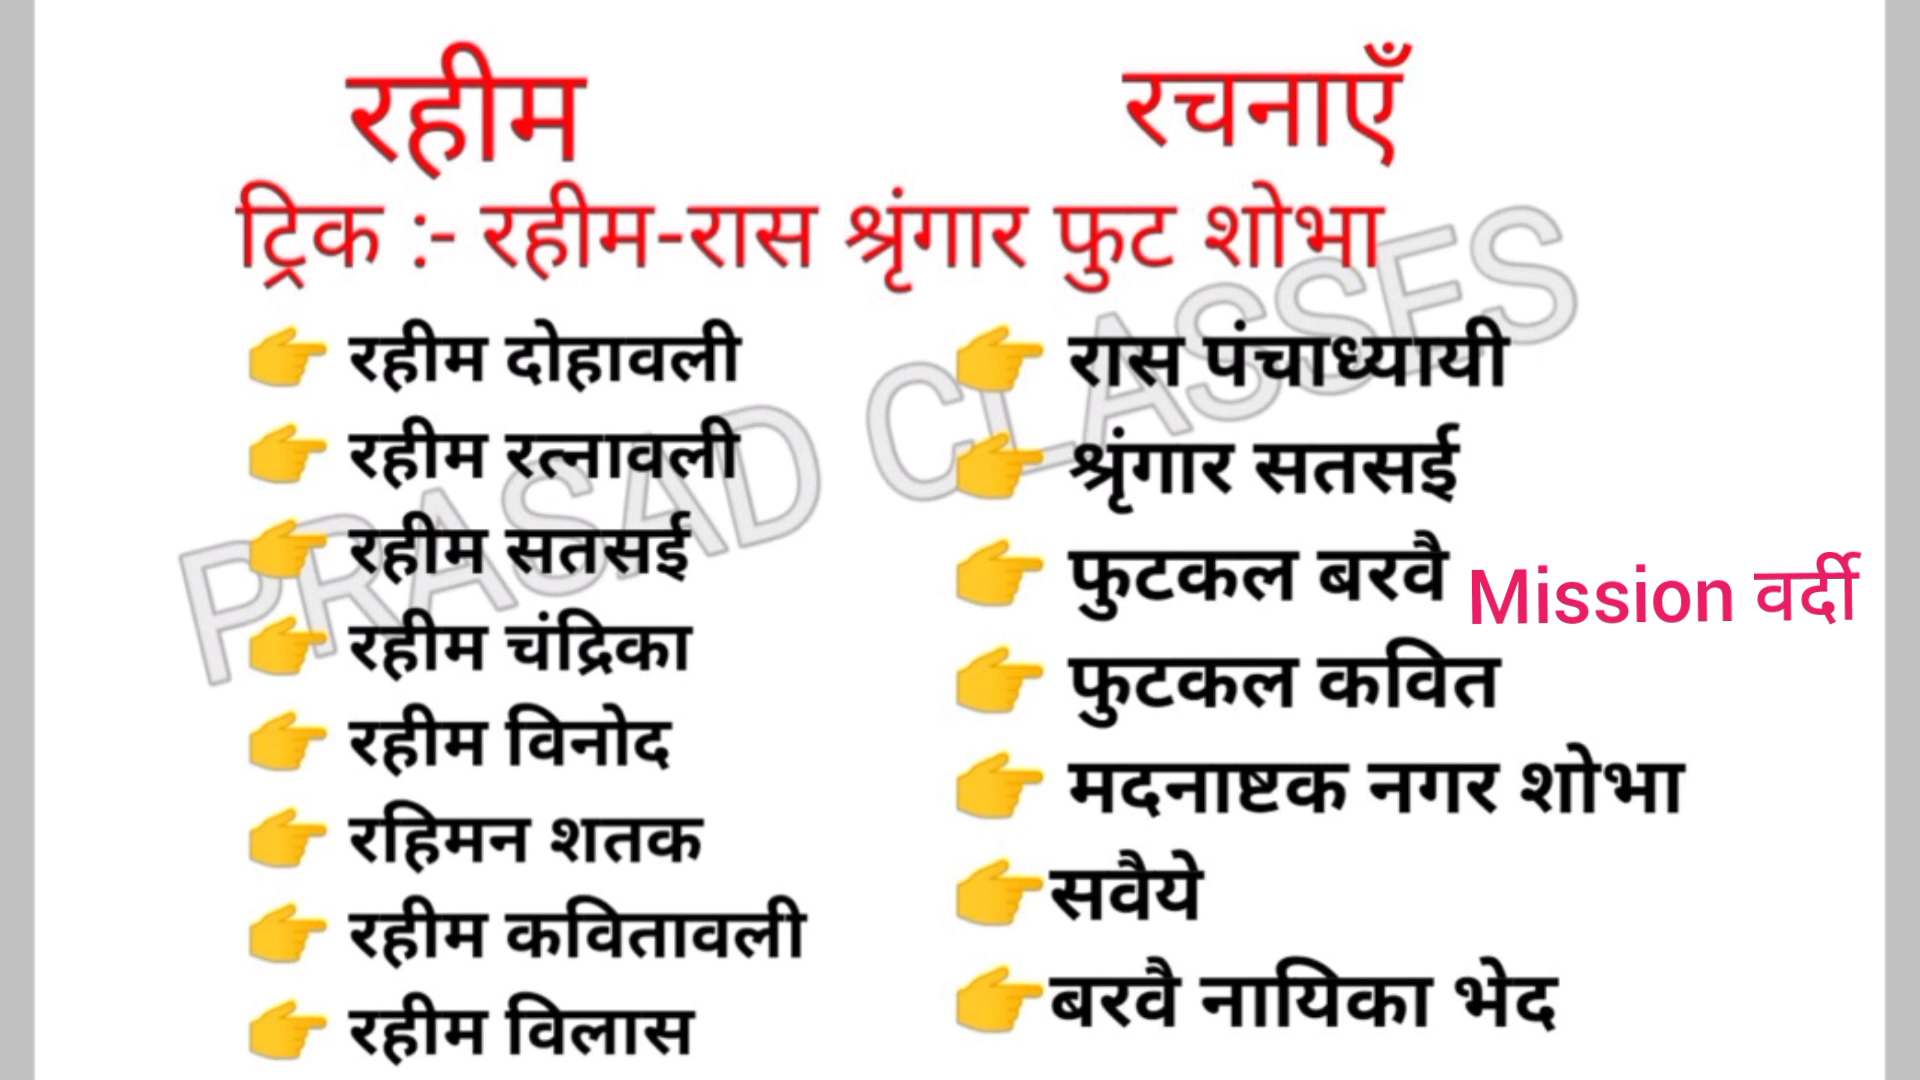 रहीम रचनाएँ
ट्रिक :- रहीम-रास श्रृंगार फुट शोभा
👉 रहीम दोहावली
👉 रहीम रत्नावली
👉 रहीम सतसई
👉 रहीम चंद्रिका
👉 रहीम विनोद
👉 रहिमन शतक
👉 रहीम कवितावली
👉 रहीम विलास
👉 रास पंचाध्यायी
👉 श्रृंगार सतसई
👉 फुटकल बरवै
👉 फुटकल कवित
👉 मदनाष्टक नगर शोभा
👉सवैये
👉बरवै नायिका भेद
Mission वर्दी
PRASAD CLASSES